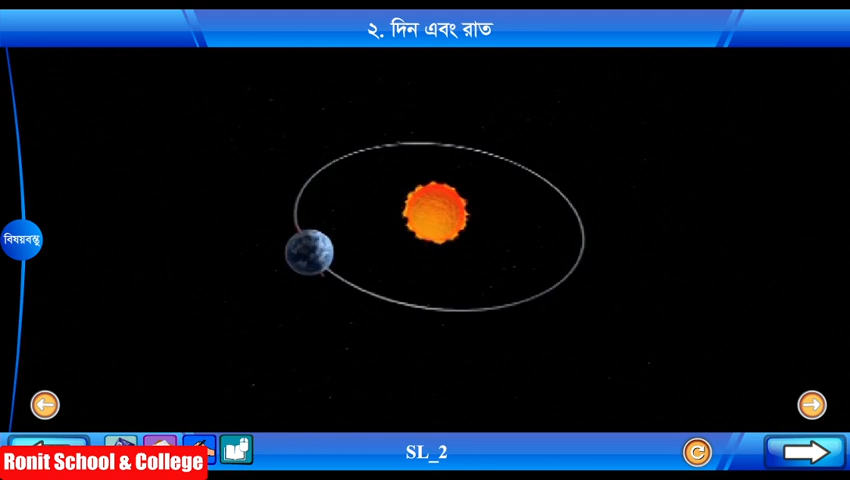 ২. দিন এবং রাত
বিষয়বস্তু
SL_2
Ronit School & College